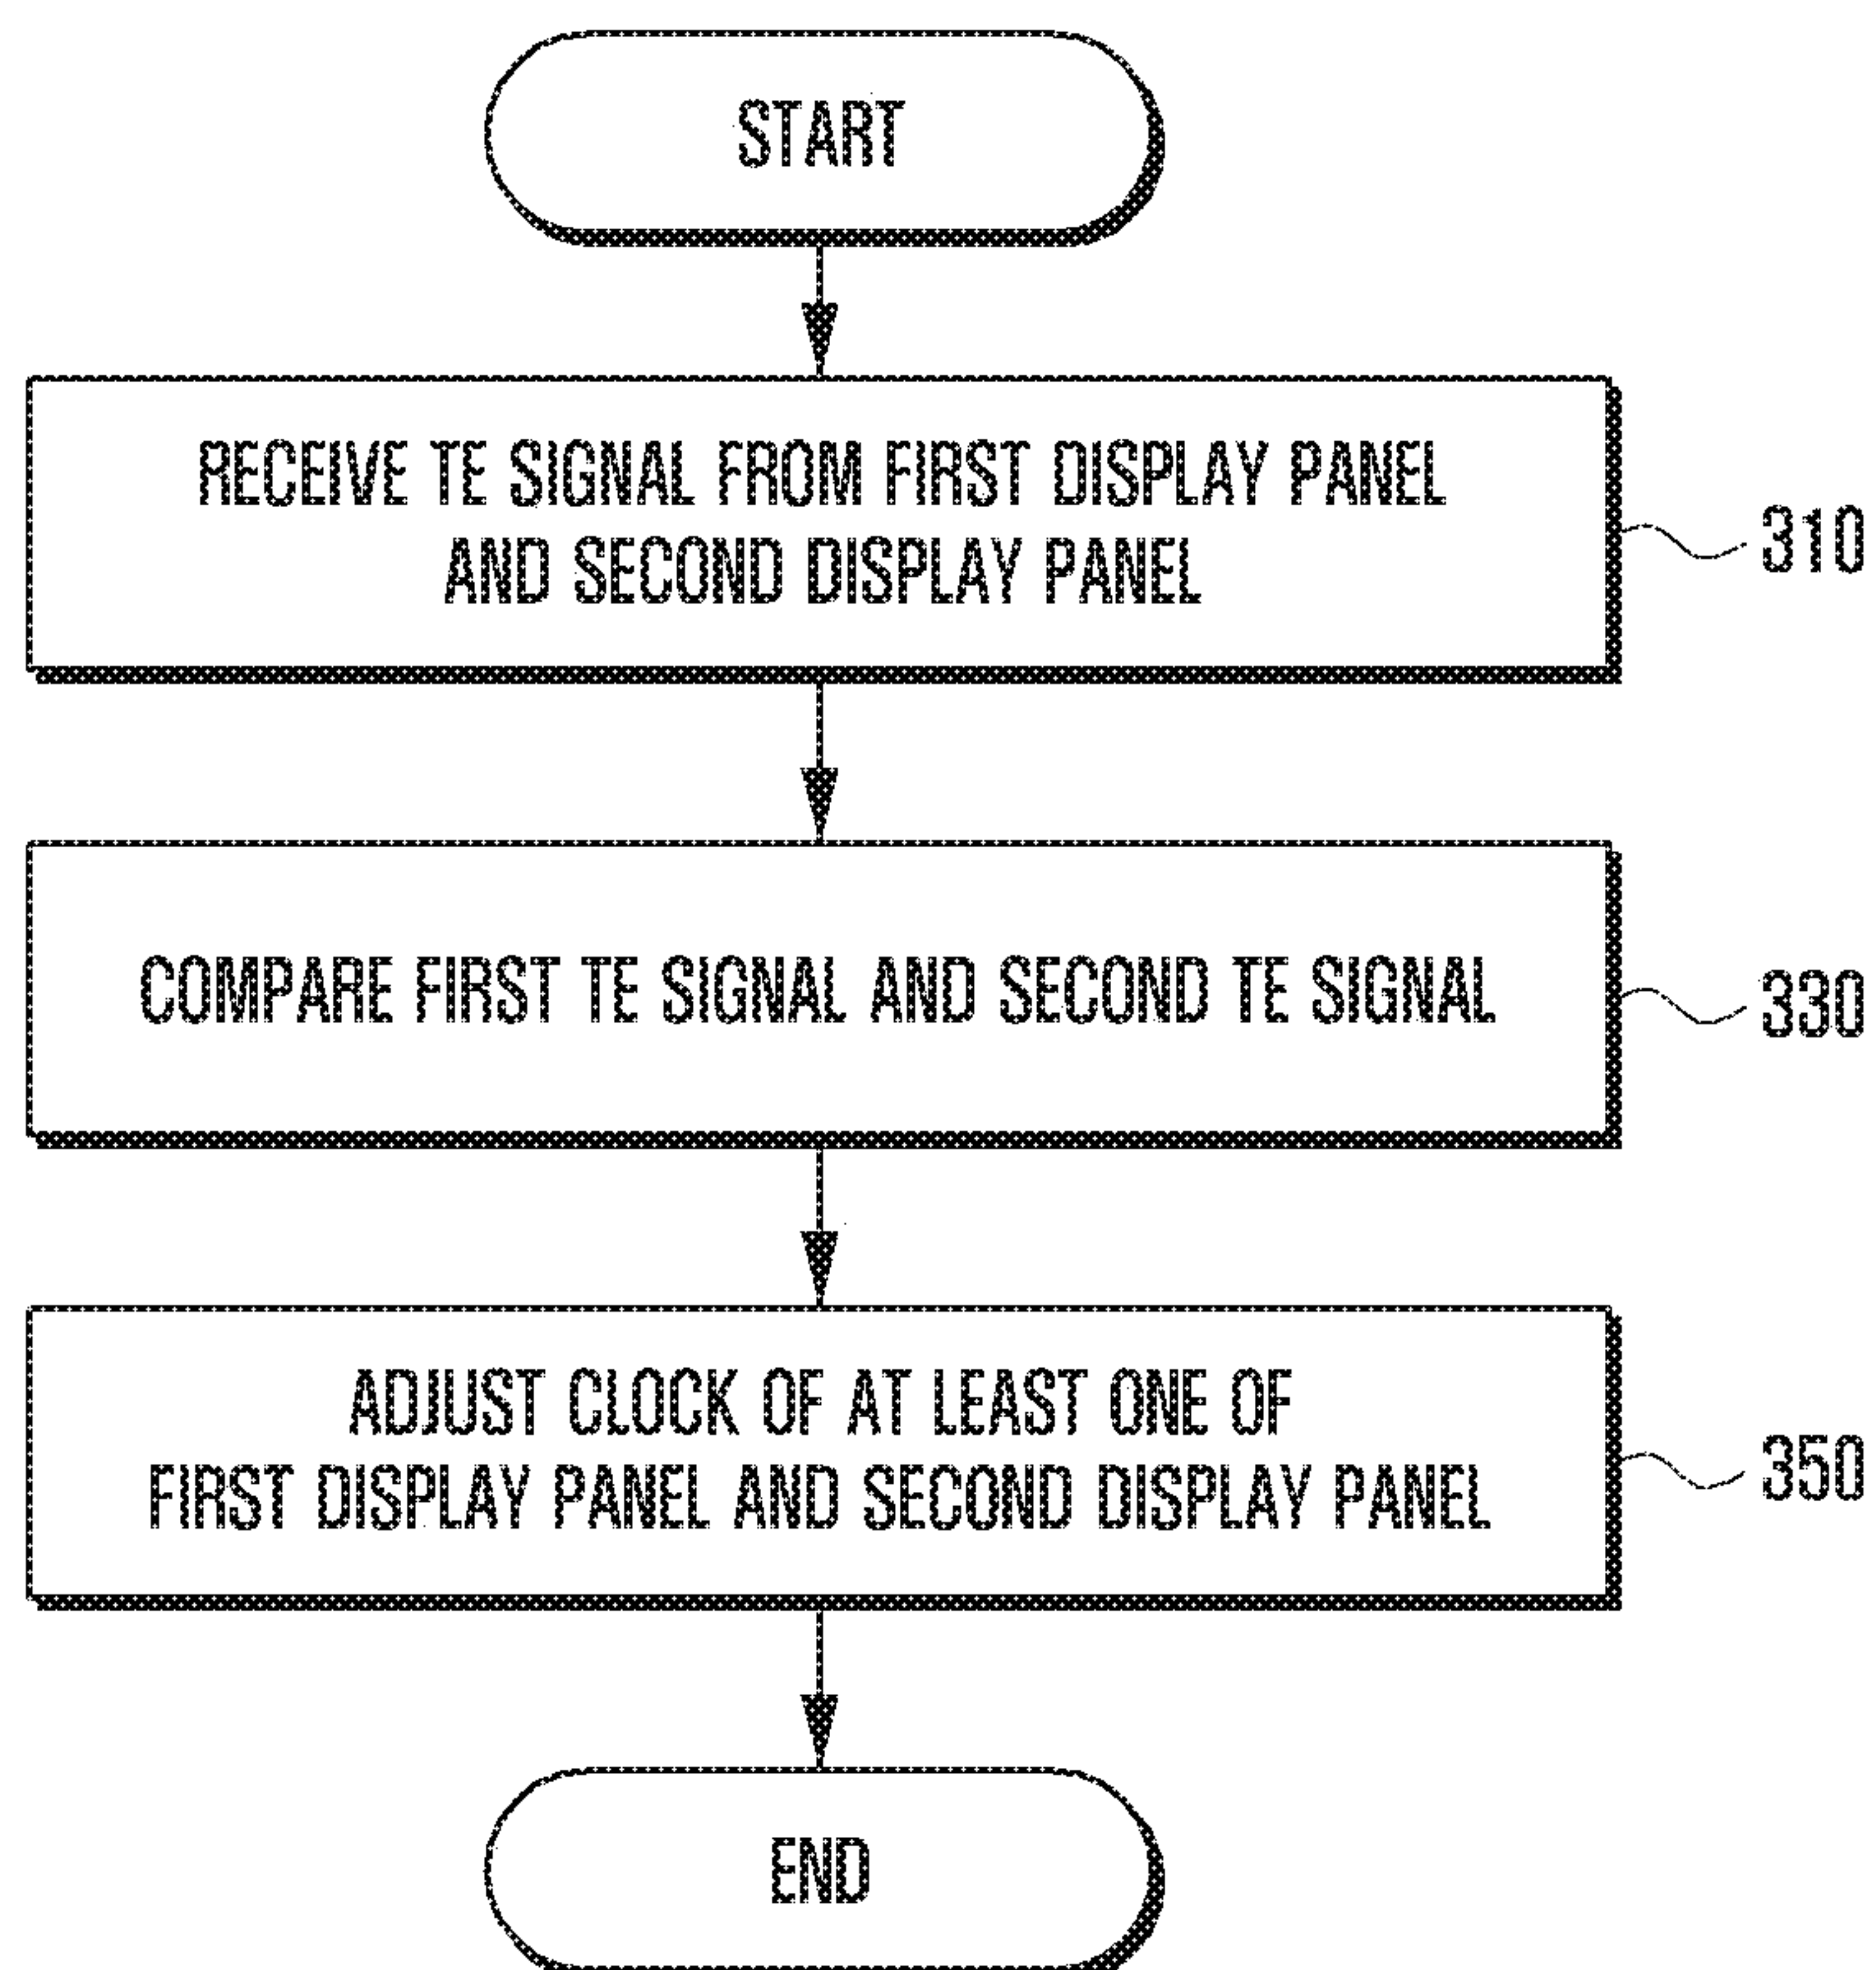 START
RECEIVE TE SIGNAL FROM FIRST DISPLAY PANEL
AND SECOND DISPLAY PANEL
310
COMPARE FIRST TE SIGNAL AND SECOND TE SIGNAL
330
ADJUST CLOCK OF AT LEAST ONE OF
FIRST DISPLAY PANEL AND SECOND DISPLAY PANEL
350
END